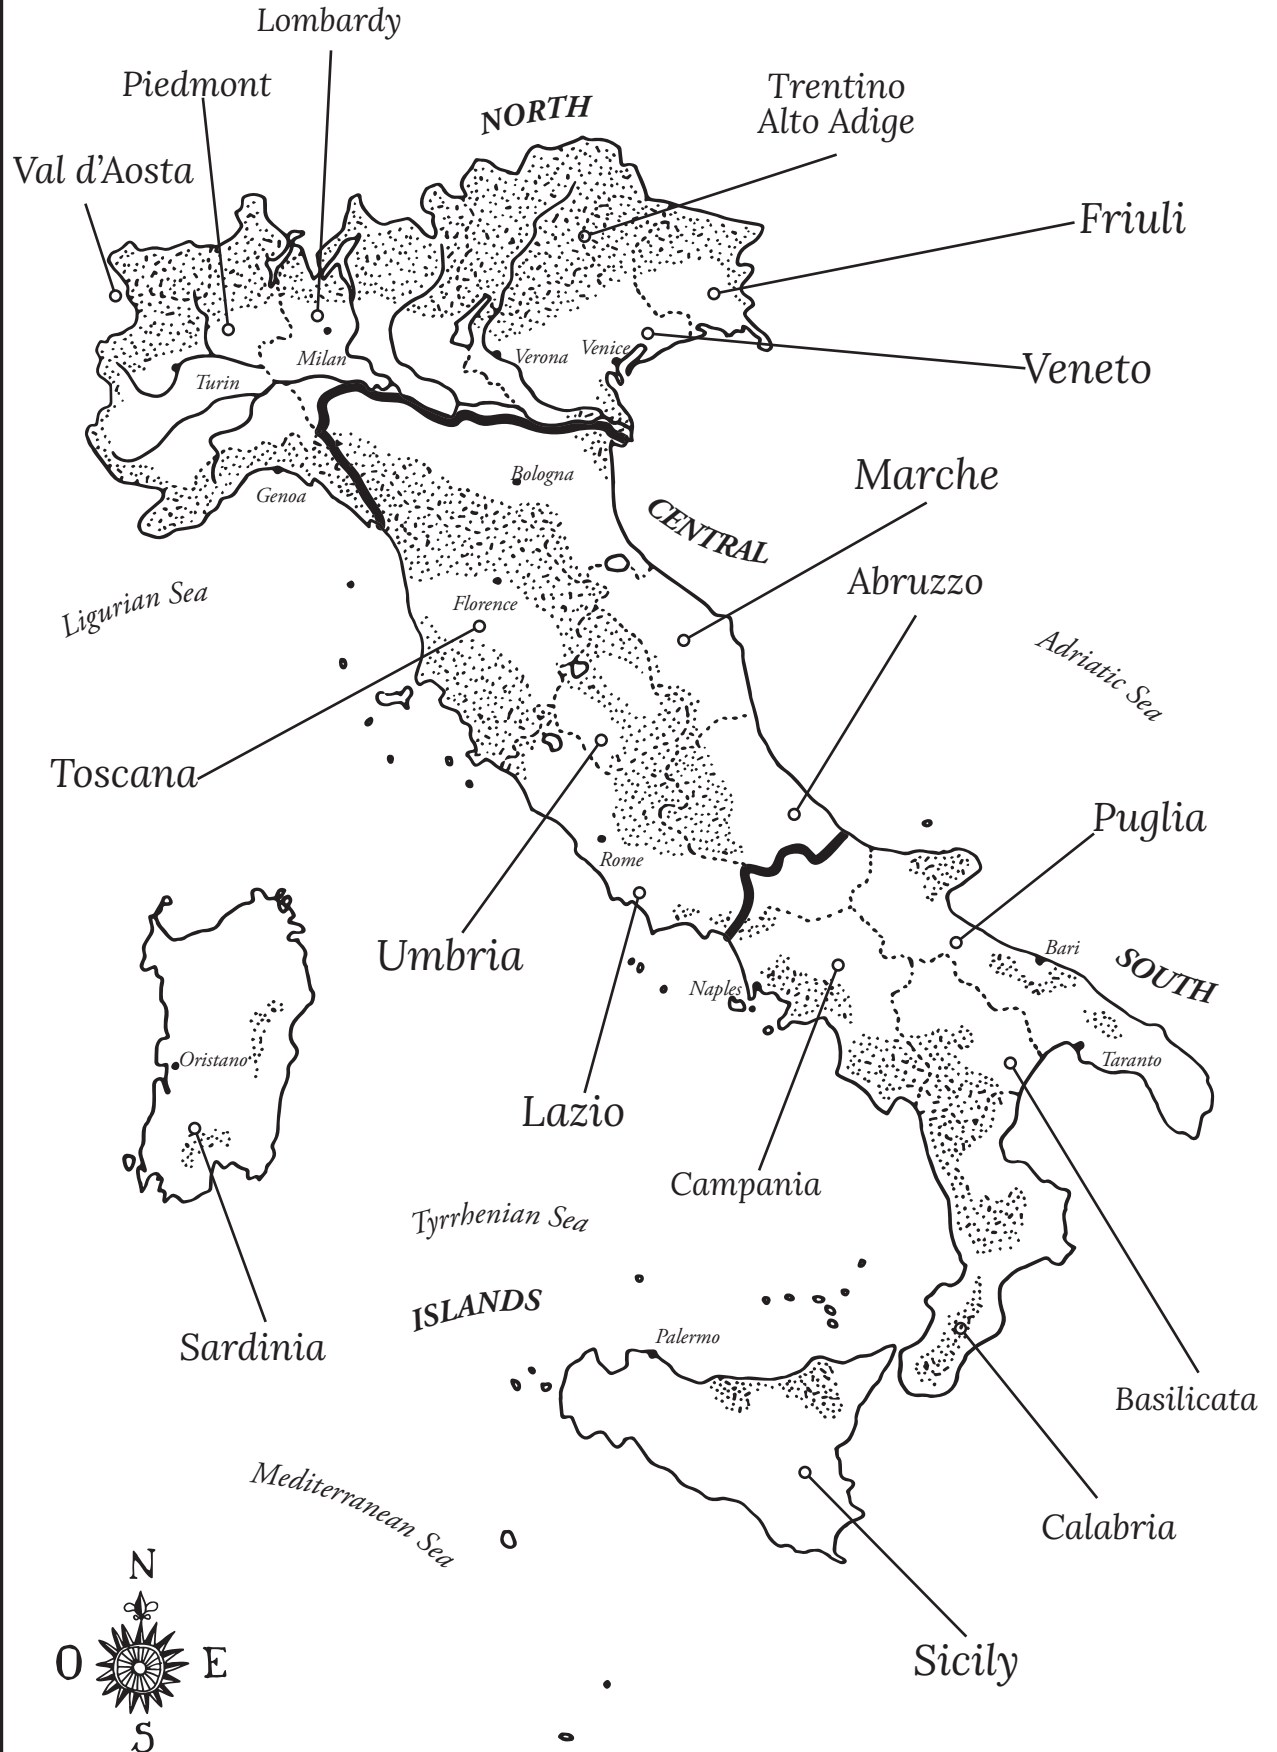 Lombardy
Piedmont
NORTH
Trentino
Alto Adige
Val d'Aosta
Friuli
Milan
Verona
Venice
Turin
Veneto
Bologna
Genoa
Marche
CENTRAL
Abruzzo
Ligurian Sea
Florence
Adriatic Sea
Toscana
Puglia
Rome
Umbria
Bari
SOUTH
Naples
Oristano
Taranto
Lazio
Campania
Tyrrhenian Sea
ISLANDS
Sardinia
Palermo
Basilicata
Mediterranean Sea
Calabria
N
O
E
Sicily
S